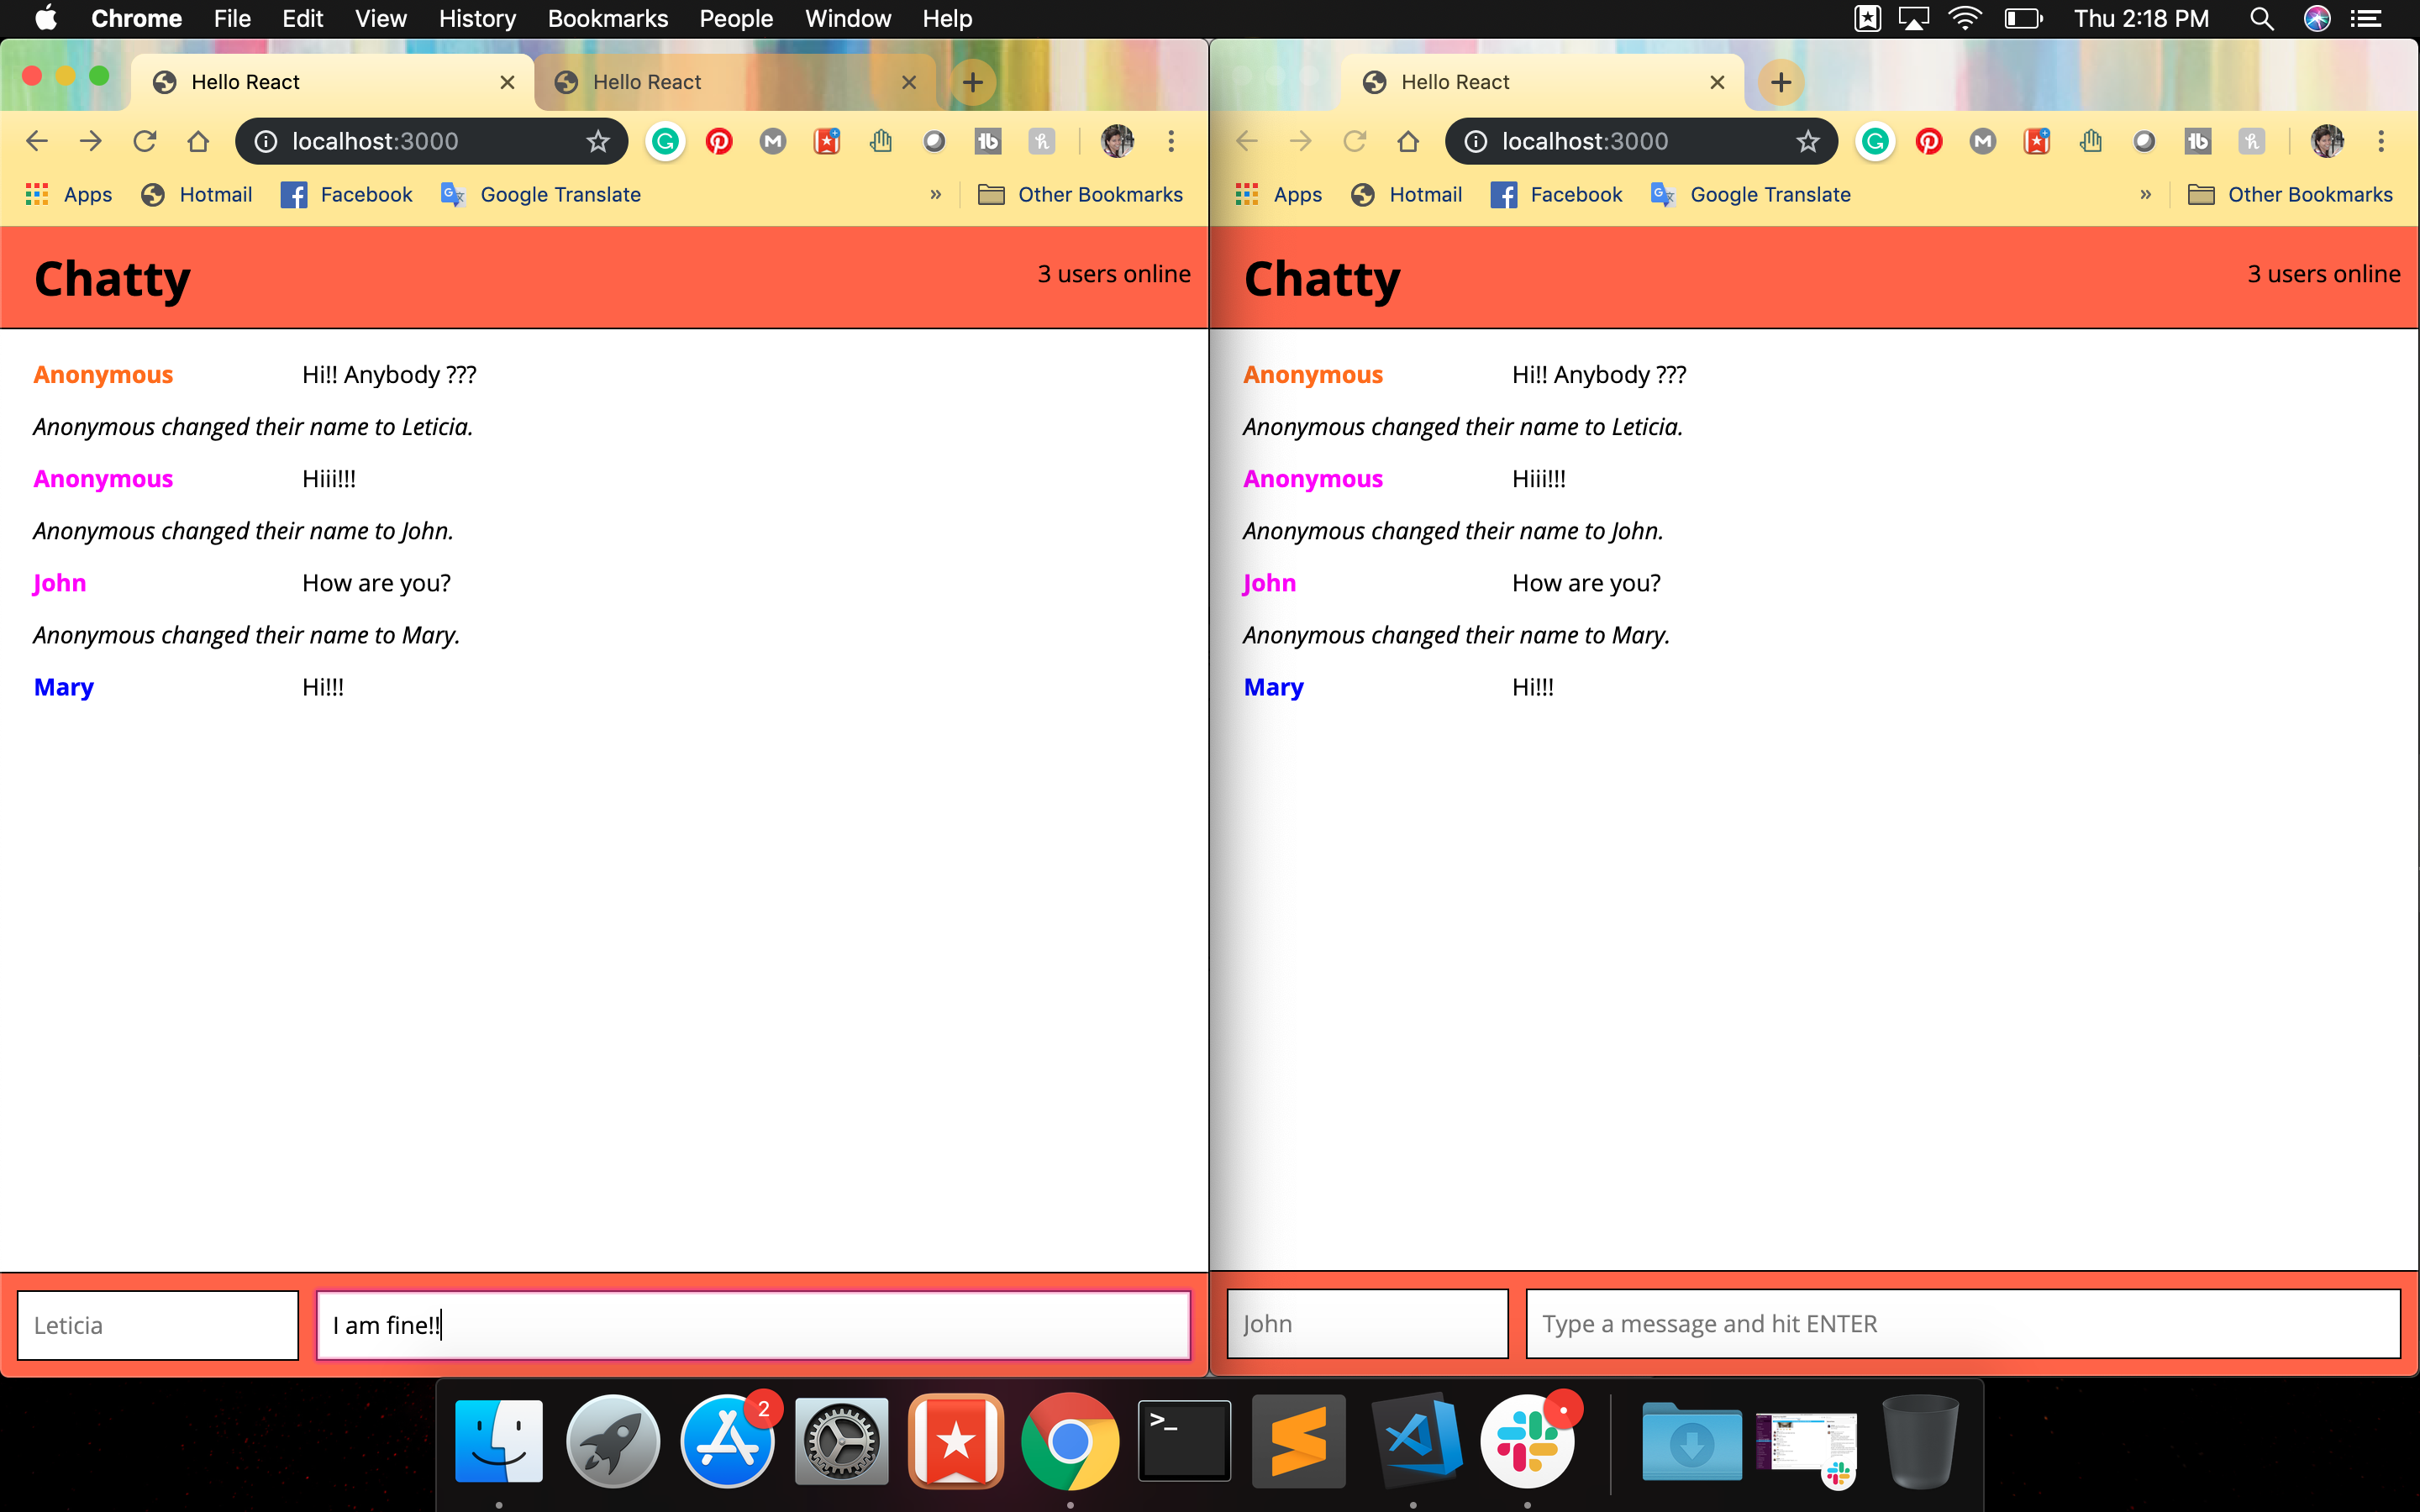 Chrome File Edit View History Bookmarks People Window Help Thu 2:18 PM
Hello React Hello React
localhost:3000
Apps Hotmail Facebook Google Translate » Other Bookmarks
Chatty 3 users online
Anonymous Hi!! Anybody ???
Anonymous changed their name to Leticia.
Anonymous Hiii!!!
Anonymous changed their name to John.
John How are you?
Anonymous changed their name to Mary.
Mary Hi!!!
Leticia I am fine!!
Hello React
localhost:3000
Apps Hotmail Facebook Google Translate » Other Bookmarks
Chatty 3 users online
Anonymous Hi!! Anybody ???
Anonymous changed their name to Leticia.
Anonymous Hiii!!!
Anonymous changed their name to John.
John How are you?
Anonymous changed their name to Mary.
Mary Hi!!!
John Type a message and hit ENTER
2
>_